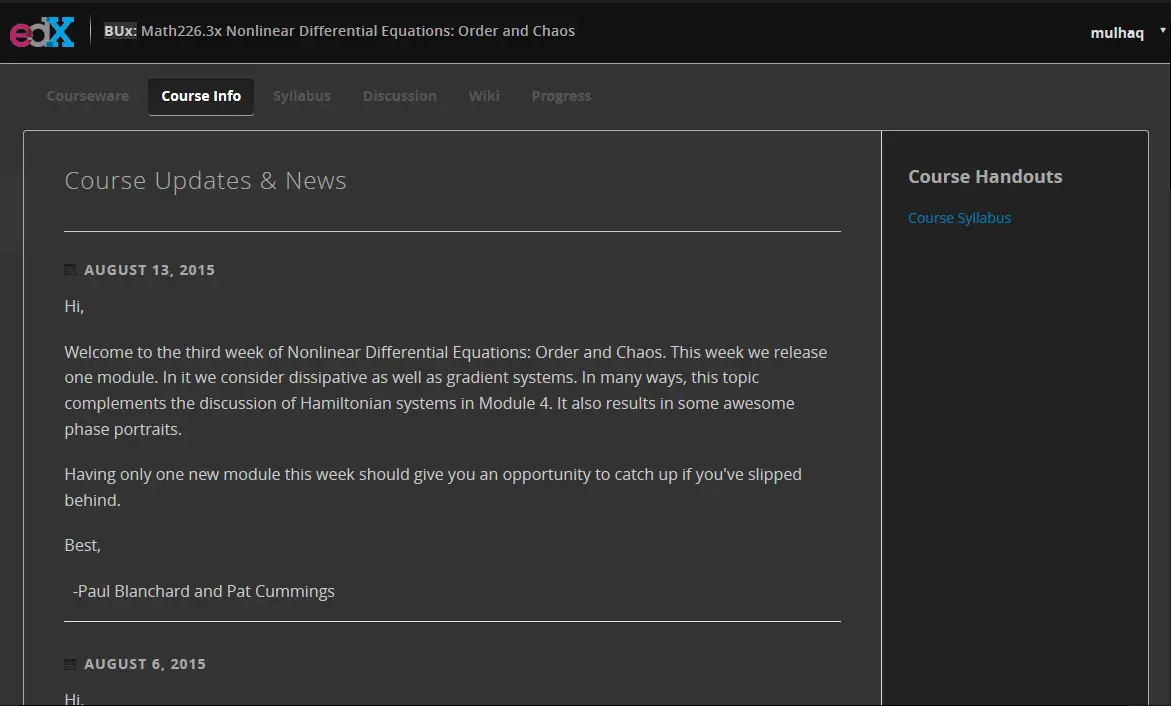 edX
BUx: Math226.3x Nonlinear Differential Equations: Order and Chaos
mulhaq
Courseware
Course Info
Syllabus
Discussion
Wiki
Progress
Course Updates & News
AUGUST 13, 2015
Hi,
Welcome to the third week of Nonlinear Differential Equations: Order and Chaos. This week we release
one module. In it we consider dissipative as well as gradient systems. In many ways, this topic
complements the discussion of Hamiltonian systems in Module 4. It also results in some awesome
phase portraits.
Having only one new module this week should give you an opportunity to catch up if you've slipped
behind.
Best,
-Paul Blanchard and Pat Cummings
AUGUST 6, 2015
Hi,
Course Handouts
Course Syllabus